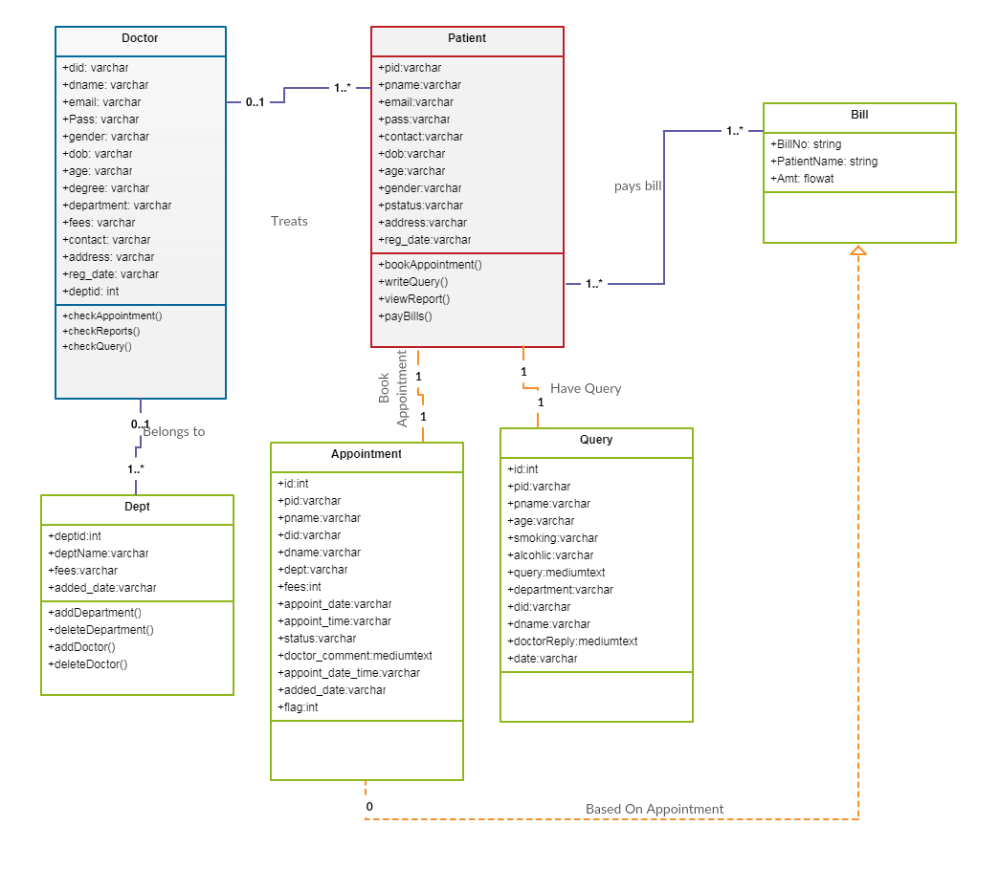 Doctor
+did: varchar
+dname: varchar
+email: varchar
+Pass: varchar
+gender: varchar
+dob: varchar
+age: varchar
+degree: varchar
+department: varchar
+fees: varchar
+contact: varchar
+address: varchar
+reg_date: varchar
+deptid: int
+checkAppointment()
+checkReports()
+checkQuery()
0..1
1..*
Treats
Patient
+pid:varchar
+pname:varchar
+email:varchar
+pass:varchar
+contact:varchar
+dob:varchar
+age:varchar
+gender:varchar
+pstatus:varchar
+address:varchar
+reg_date:varchar
+bookAppointment()
+writeQuery()
+viewReport()
+payBills()
1..*
pays bill
1..*
Bill
+BillNo: string
+PatientName: string
+Amt: flowat
0..1
Belongs to
1..*
Dept
+deptid:int
+deptName:varchar
+fees:varchar
+added_date:varchar
+addDepartment()
+deleteDepartment()
+addDoctor()
+deleteDoctor()
Book
Appointment
1
1
Appointment
+id:int
+pid:varchar
+pname:varchar
+did:varchar
+dname:varchar
+dept:varchar
+fees:int
+appoint_date:varchar
+appoint_time:varchar
+status:varchar
+doctor_comment:mediumtext
+appoint_date_time:varchar
+added_date:varchar
+flag:int
1
Have Query
1
Query
+id:int
+pid:varchar
+pname:varchar
+age:varchar
+smoking:varchar
+alcohlic:varchar
+query:mediumtext
+department:varchar
+did:varchar
+dname:varchar
+doctorReply:mediumtext
+date:varchar
0
Based On Appointment